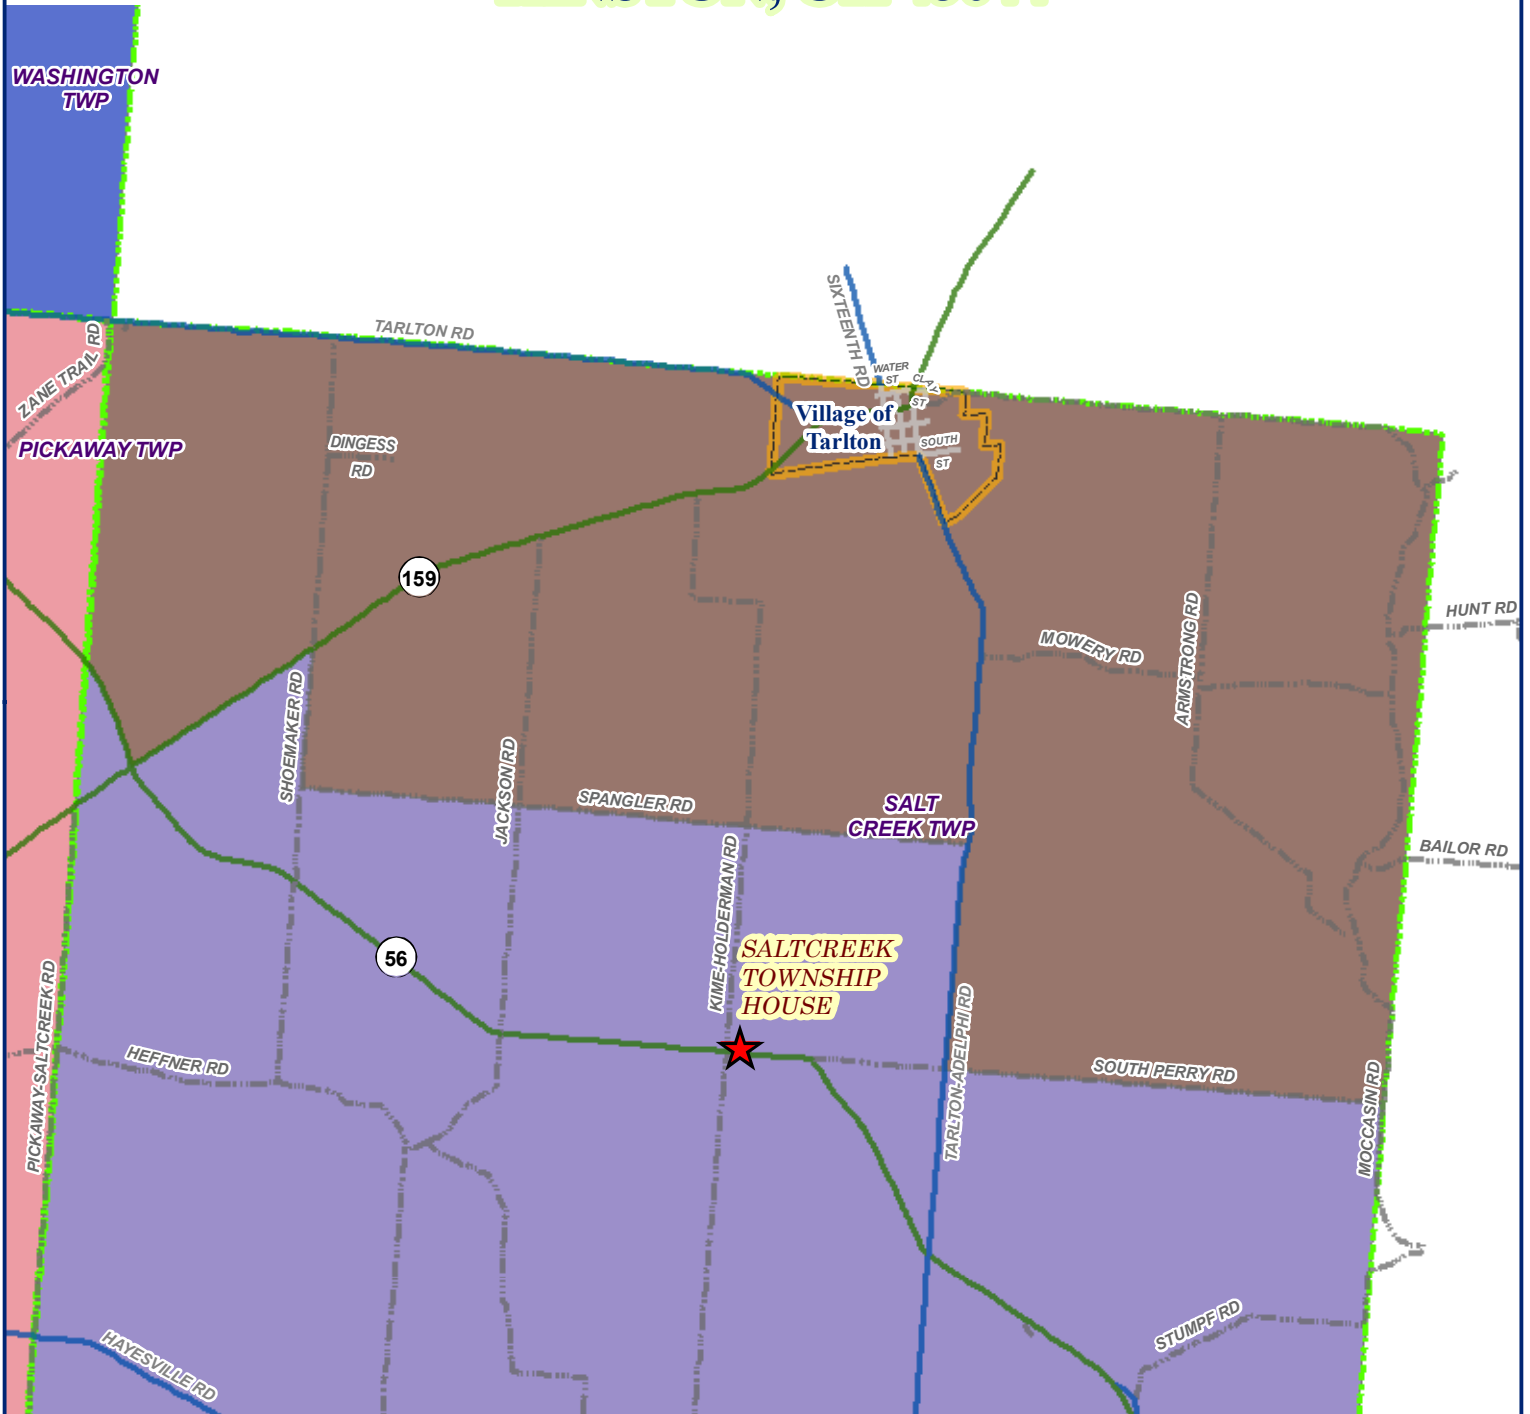 WASHINGTON
TWP
TARLTON RD
SIXTEENTH RD
WATER
ST
CLAY
ST
ZANE TRAIL RD
Village of
Tarlton
SOUTH
ST
PICKAWAY TWP
DINGESS
RD
159
HUNT RD
MOWERY RD
ARMSTRONG RD
SHOEMAKER RD
JACKSON RD
SPANGLER RD
SALT
CREEK TWP
BAILOR RD
KIME-HOLDERMAN RD
56
SALTCREEK
TOWNSHIP
HOUSE
PICKAWAY-SALTCREEK RD
HEFFNER RD
TARLTON-ADELPHI RD
SOUTH PERRY RD
MOCCASIN RD
HAYESVILLE RD
STUMPF RD